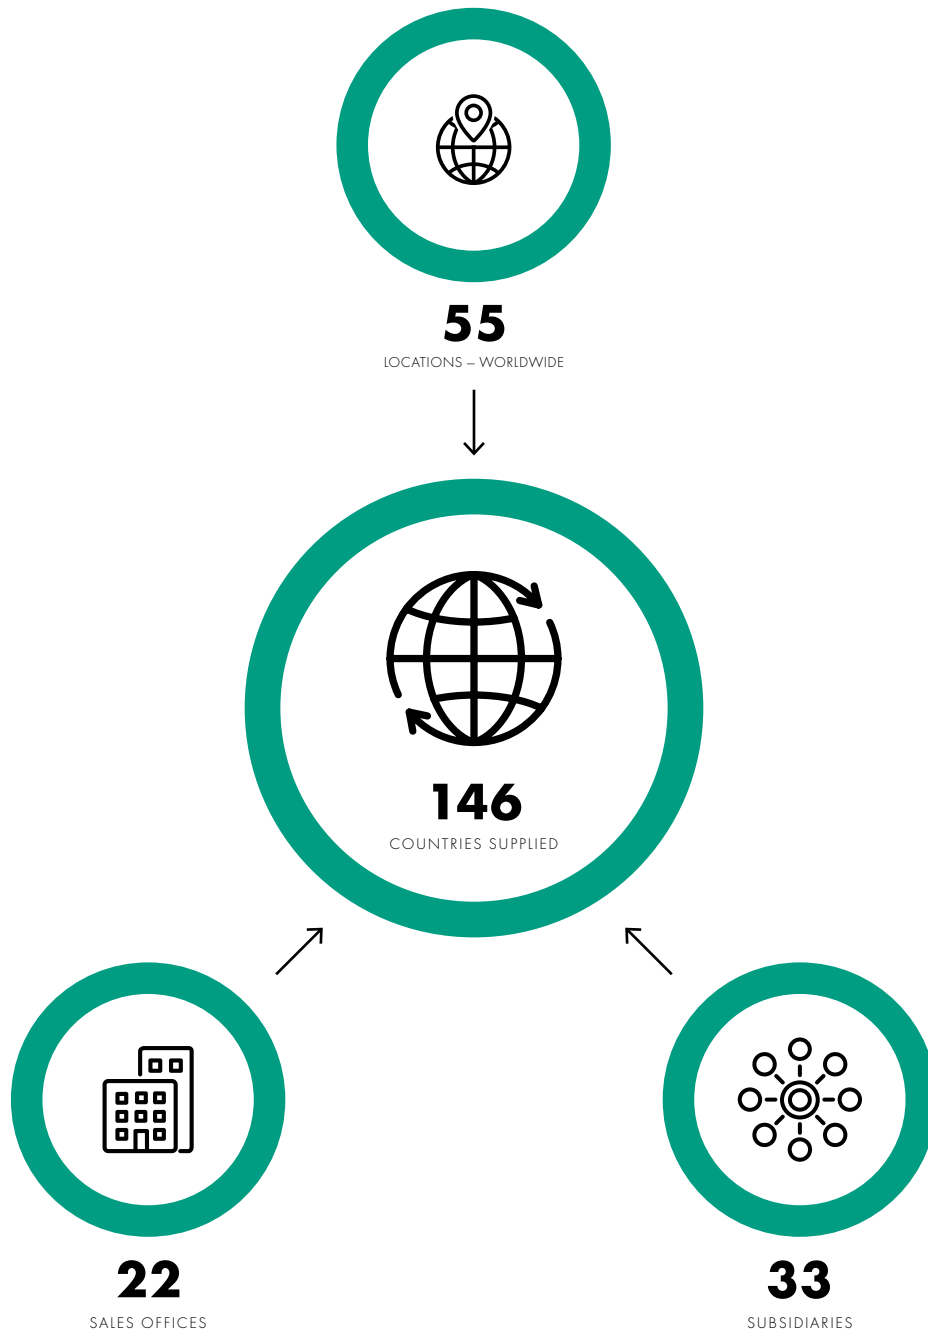 55
LOCATIONS – WORLDWIDE
146
COUNTRIES SUPPLIED
22
SALES OFFICES
33
SUBSIDIARIES